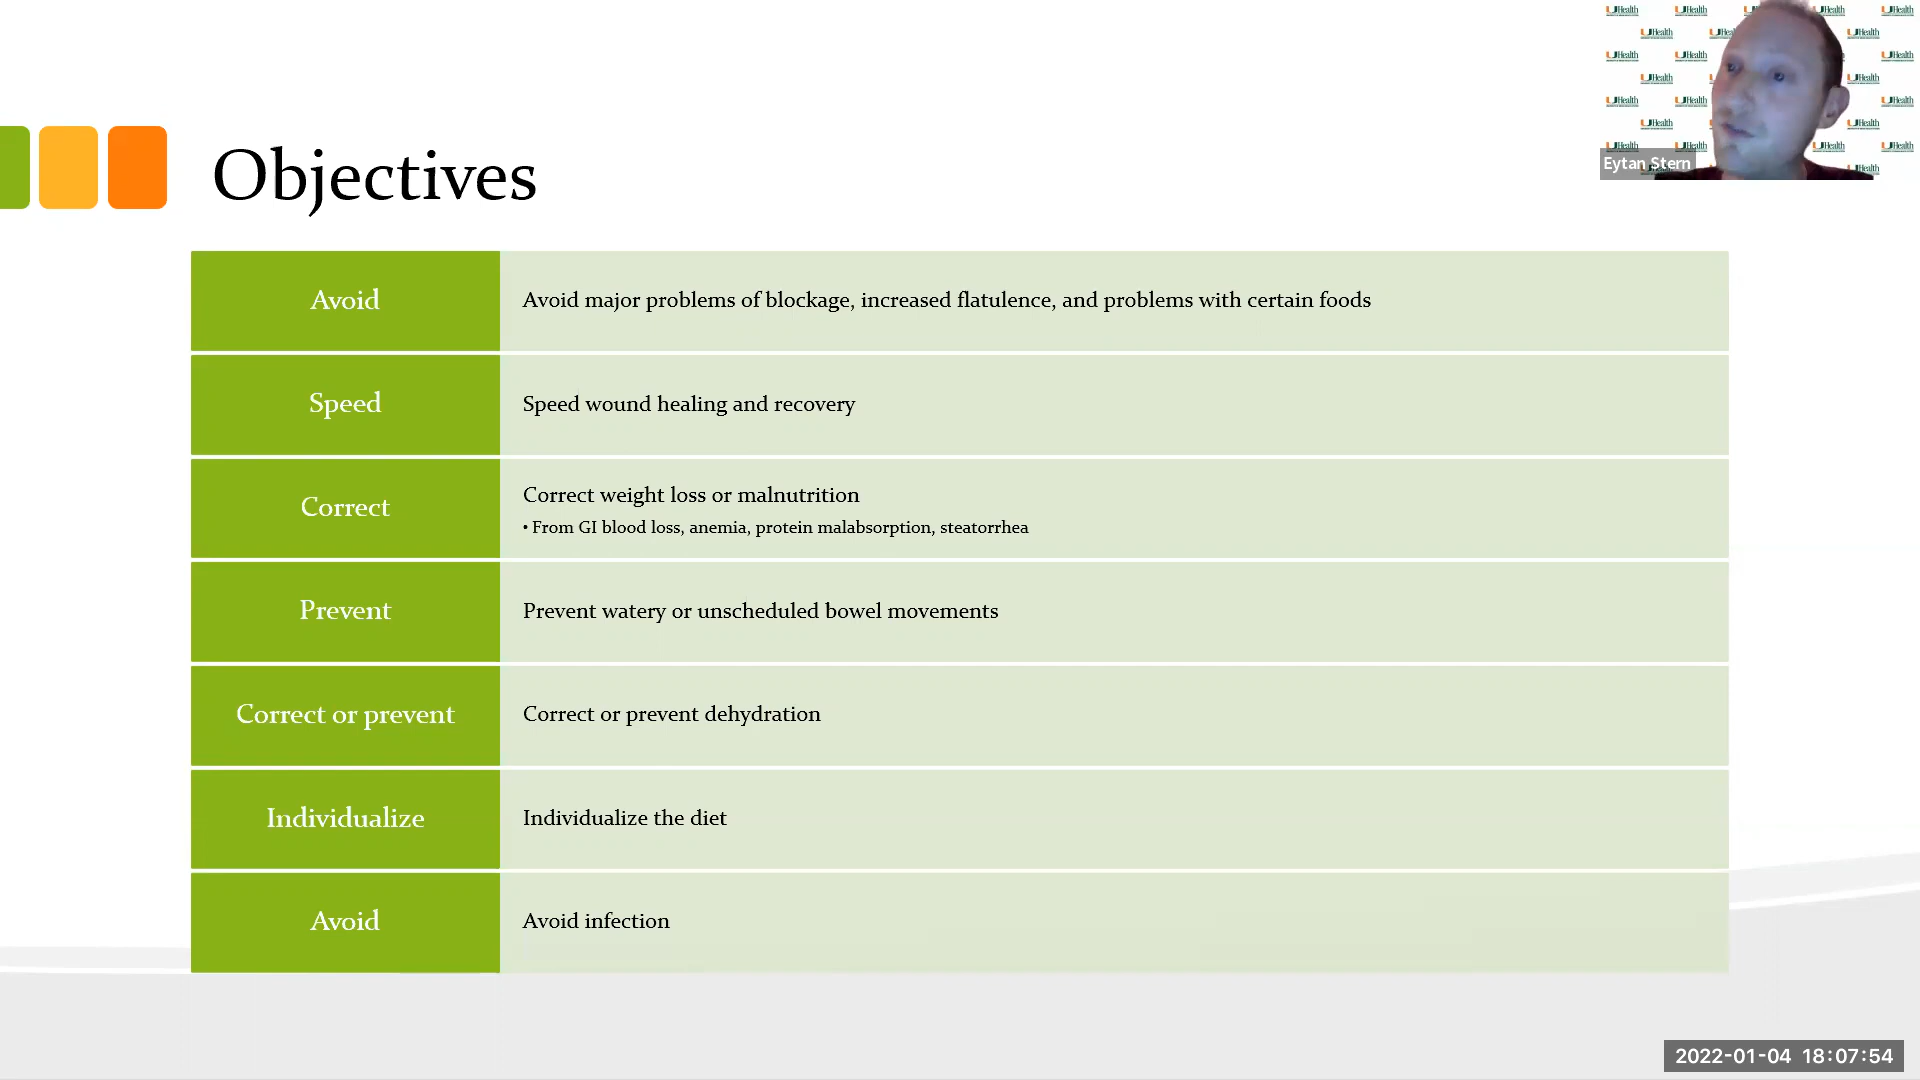 Objectives
Avoid
Avoid major problems of blockage, increased flatulence, and problems with certain foods
Speed
Speed wound healing and recovery
Correct
Correct weight loss or malnutrition
• From GI blood loss, anemia, protein malabsorption, steatorrhea
Prevent
Prevent watery or unscheduled bowel movements
Correct or prevent
Correct or prevent dehydration
Individualize
Individualize the diet
Avoid
Avoid infection
UHealth
Eytan Stern
2022-01-04 18:07:54